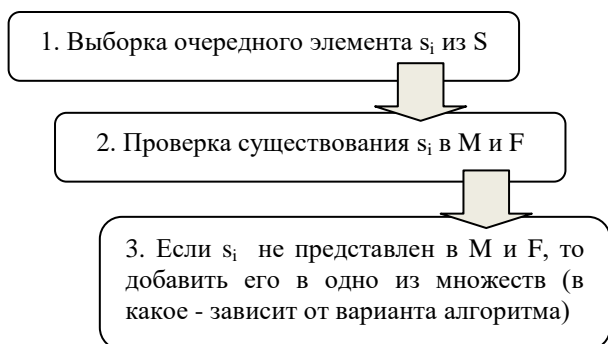 1. Выборка очередного элемента sᵢ из S
2. Проверка существования sᵢ в M и F
3. Если sᵢ не представлен в M и F, то
добавить его в одно из множеств (в
какое - зависит от варианта алгоритма)